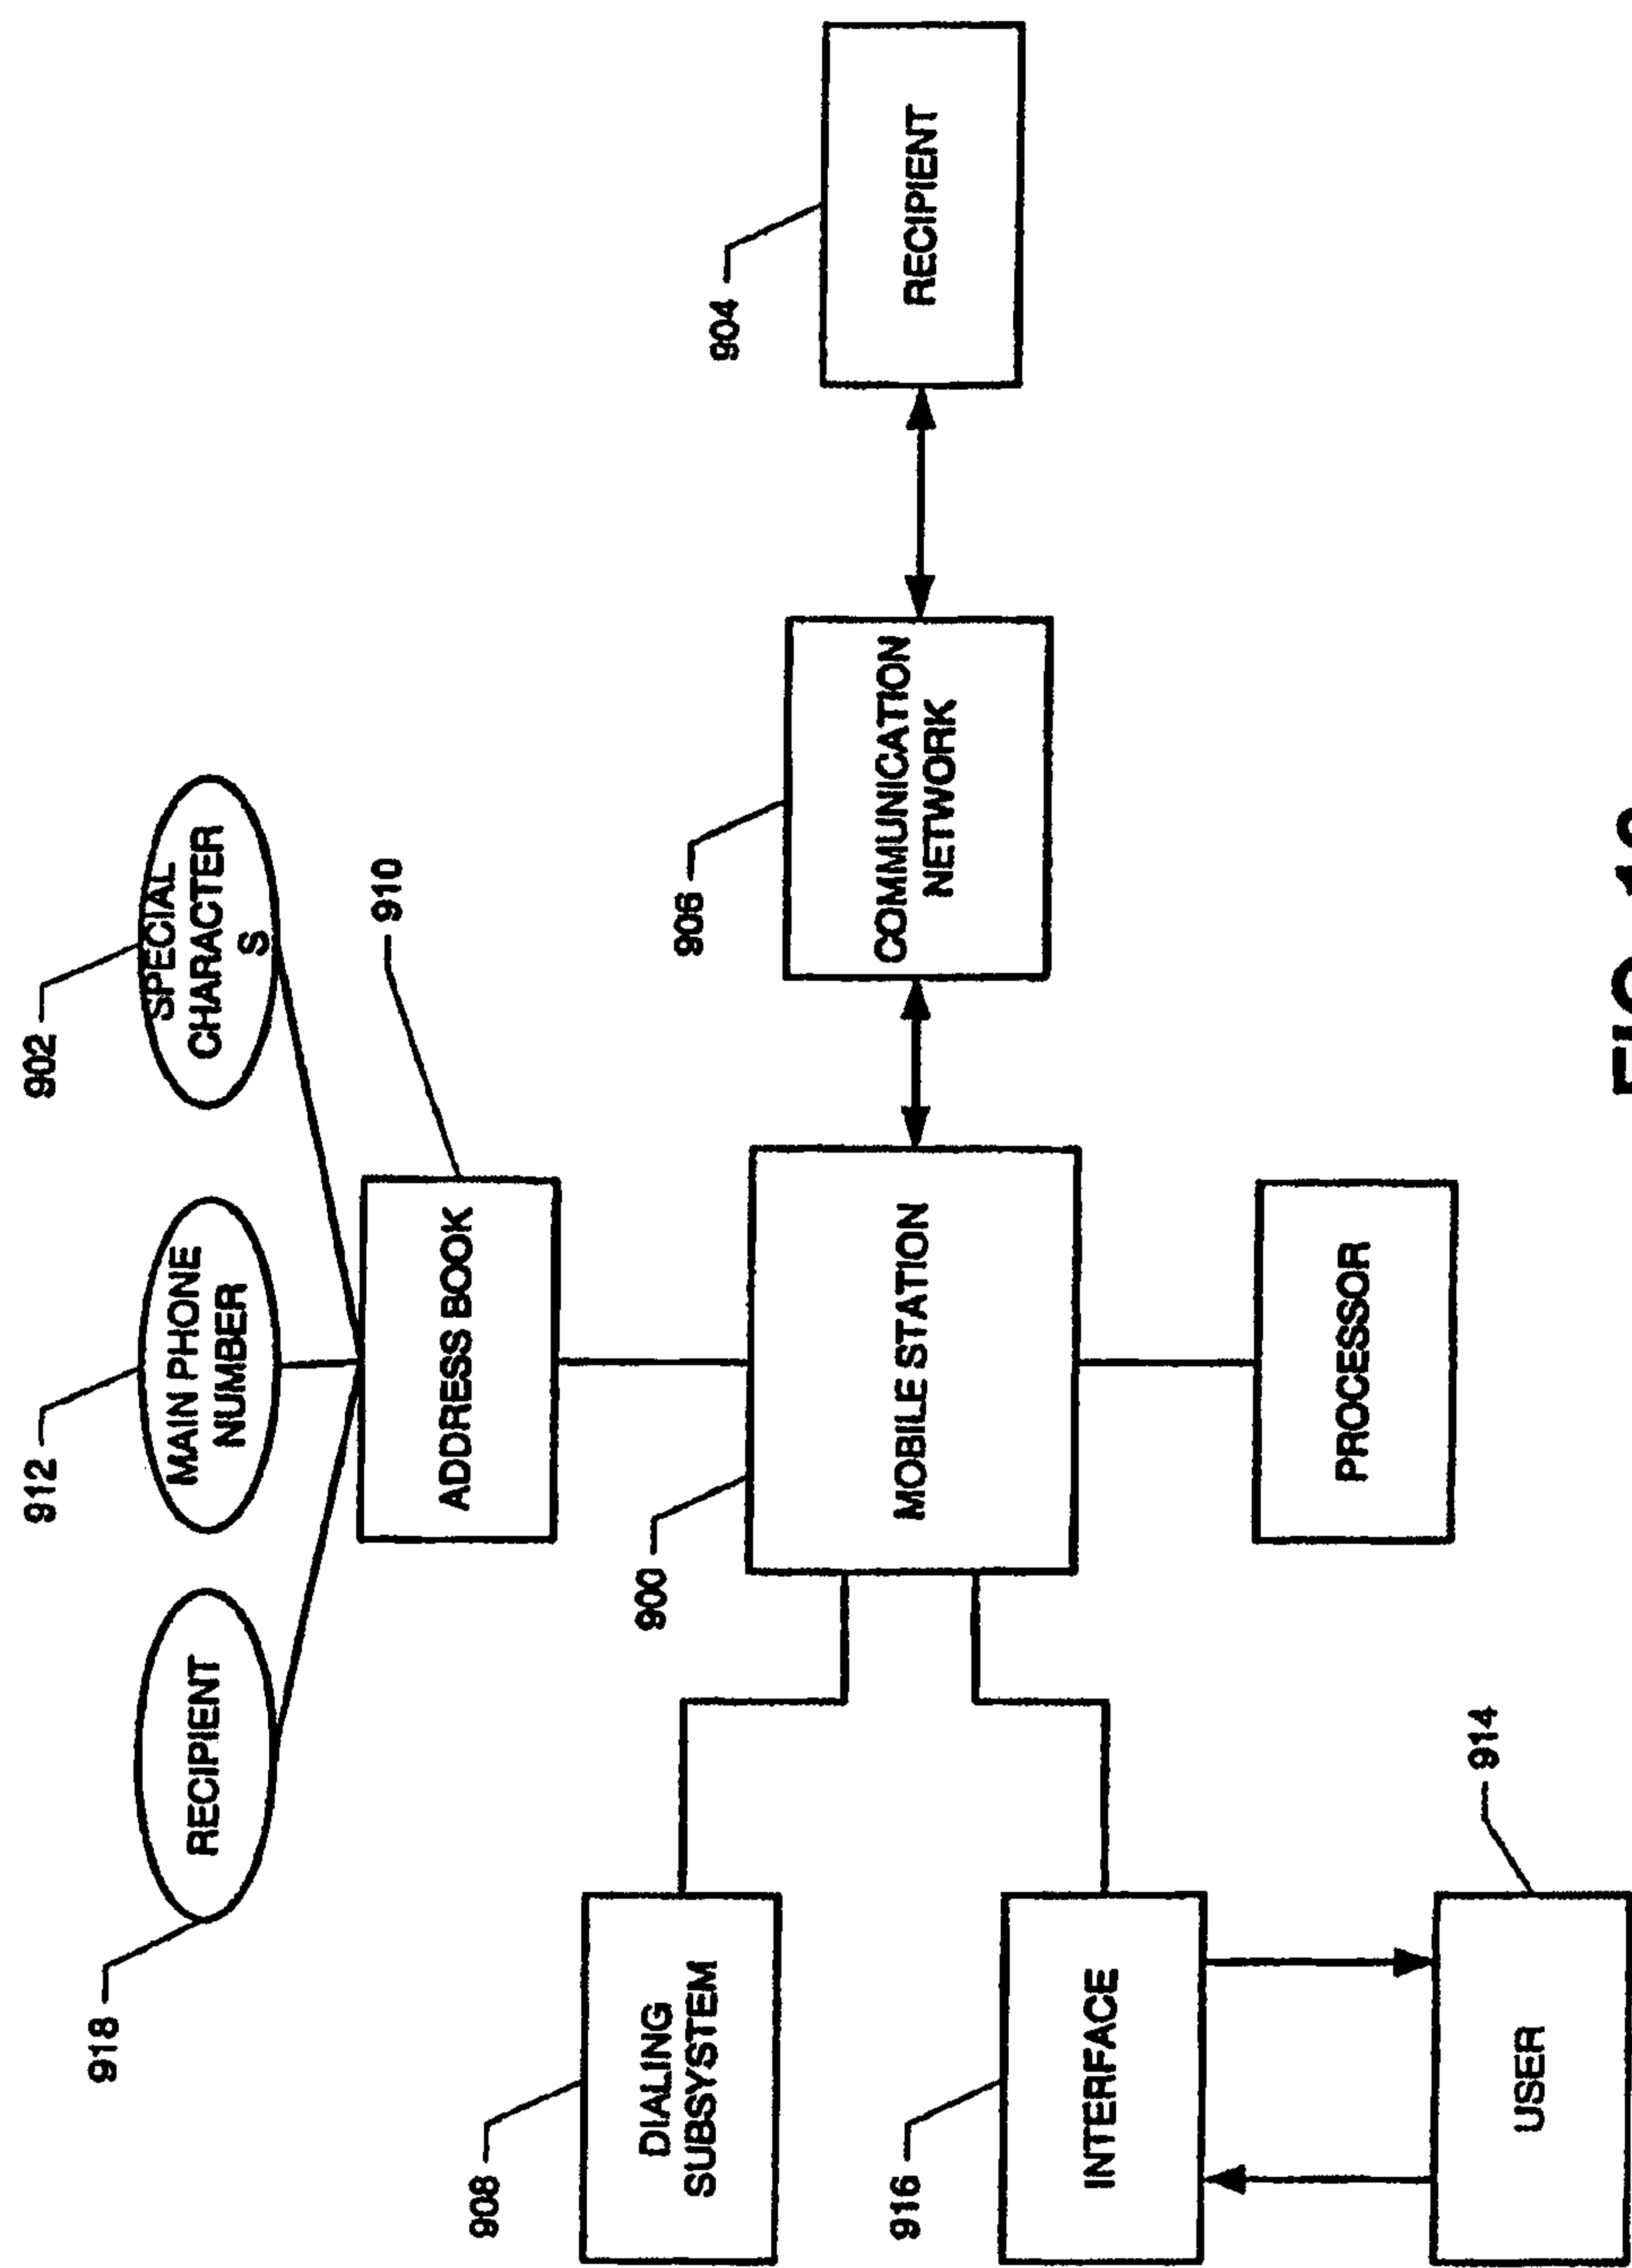 918
RECIPIENT
912
MAIN PHONE
NUMBER
902
SPECIAL
CHARACTER
S
910
ADDRESS BOOK
908
DIALING
SUBSYSTEM
900
MOBILE STATION
906
COMMUNICATION
NETWORK
904
RECIPIENT
916
INTERFACE
PROCESSOR
914
USER